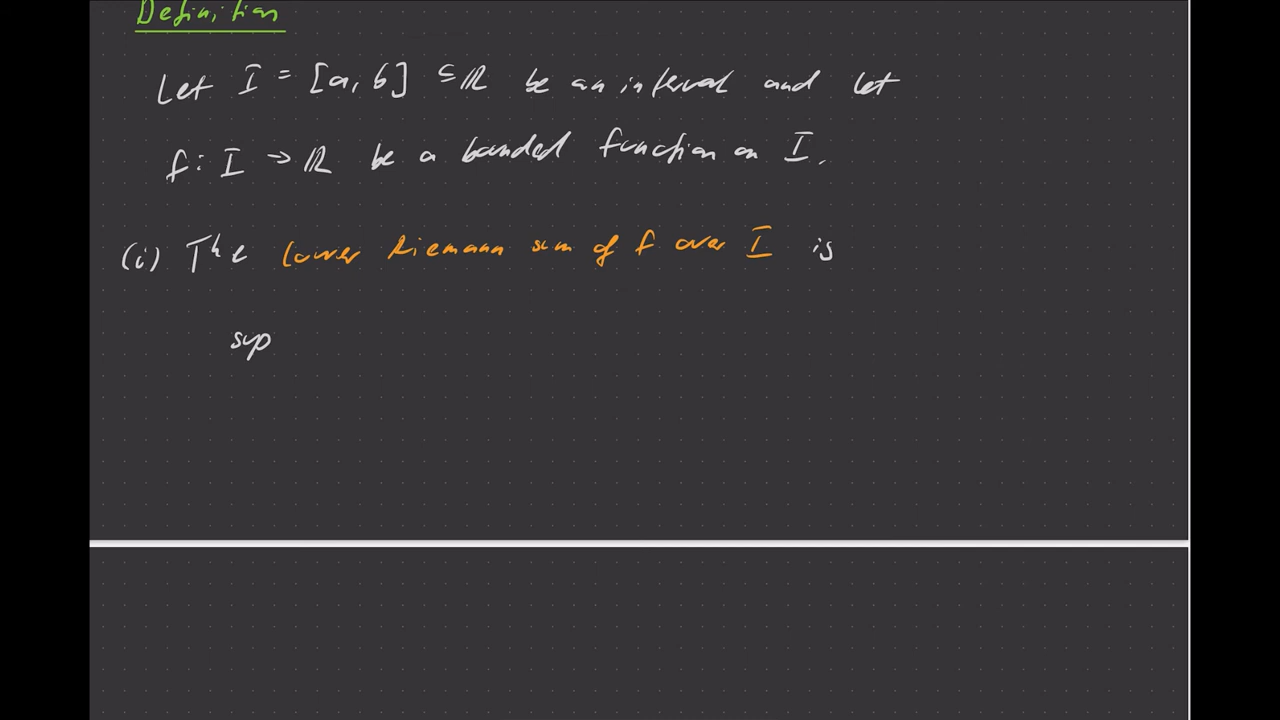 Definition
Let I = [a, b] ⊆ ℝ be an interval and let
f: I → ℝ be a bounded function on I.
(i) The lower Riemann sum of f over I is
sup